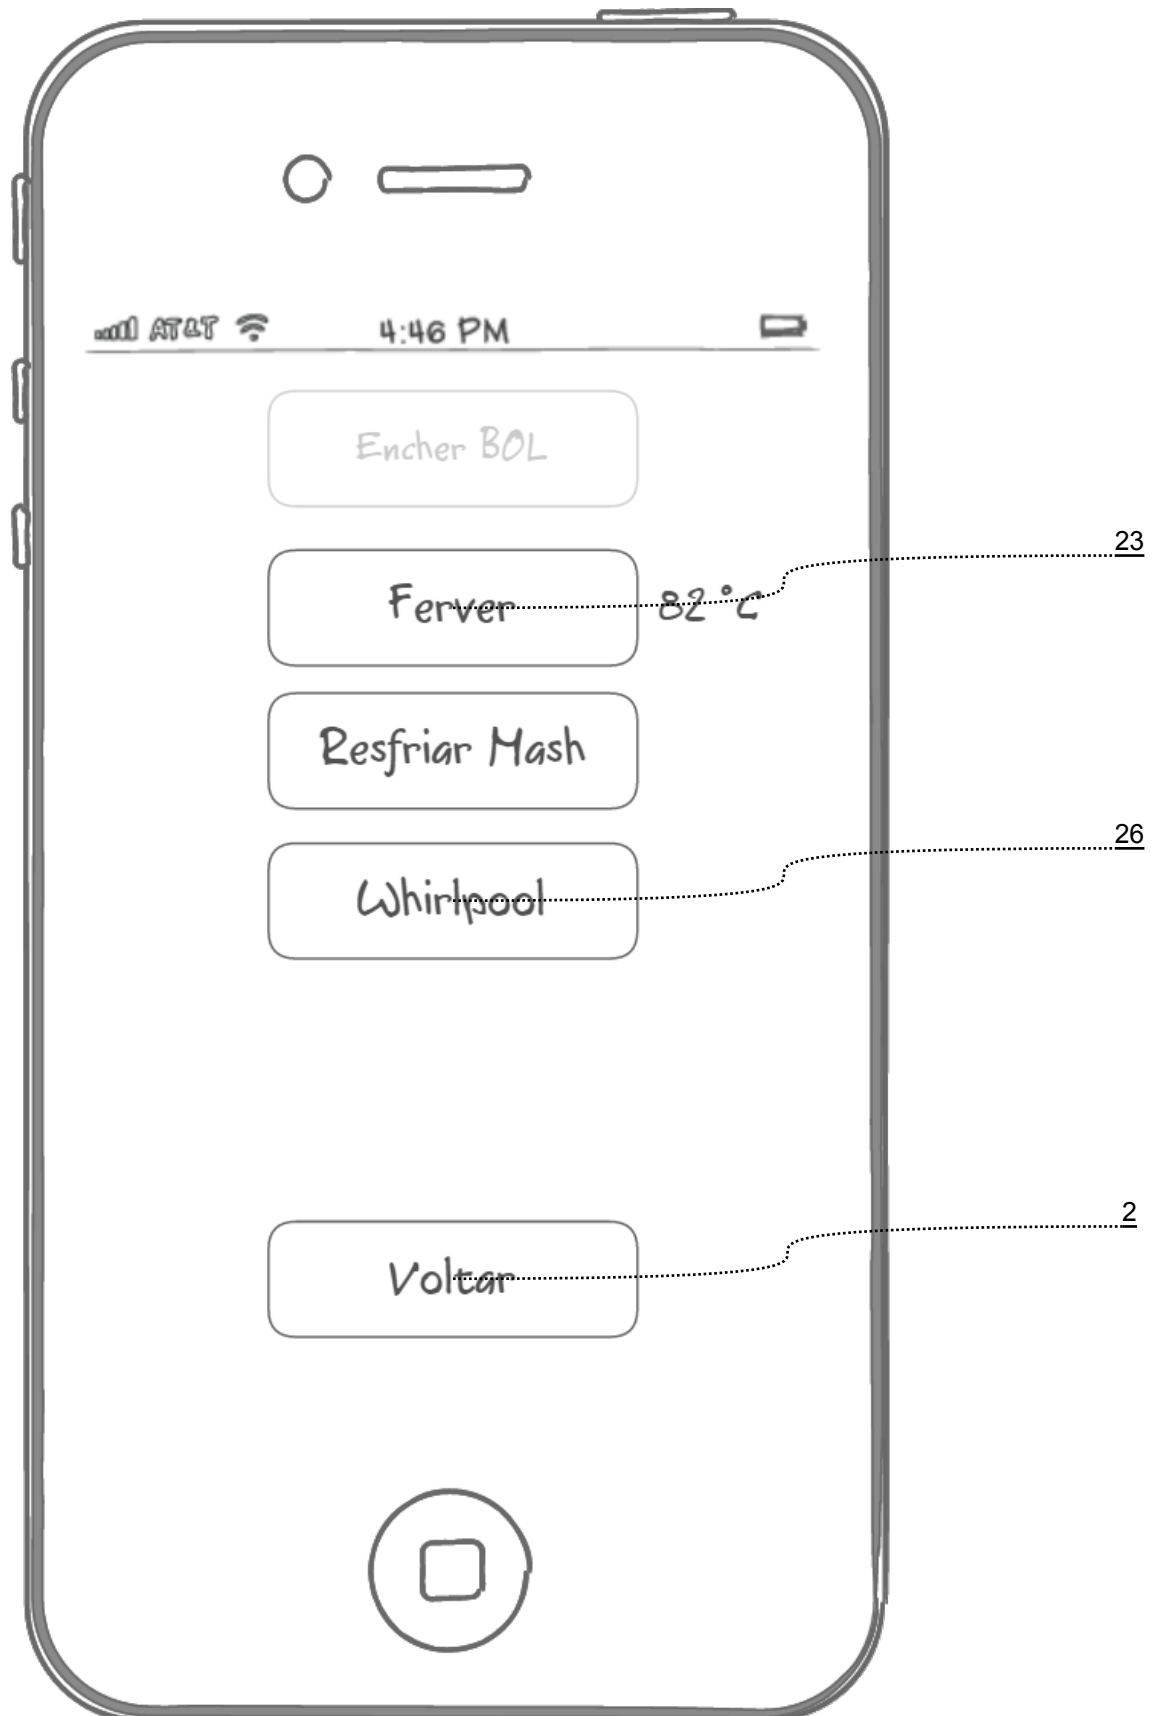 AT&T 4:46 PM
Encher BOL
23
Ferver 82°C
Resfriar Mash
26
Whirlpool
2
Voltar